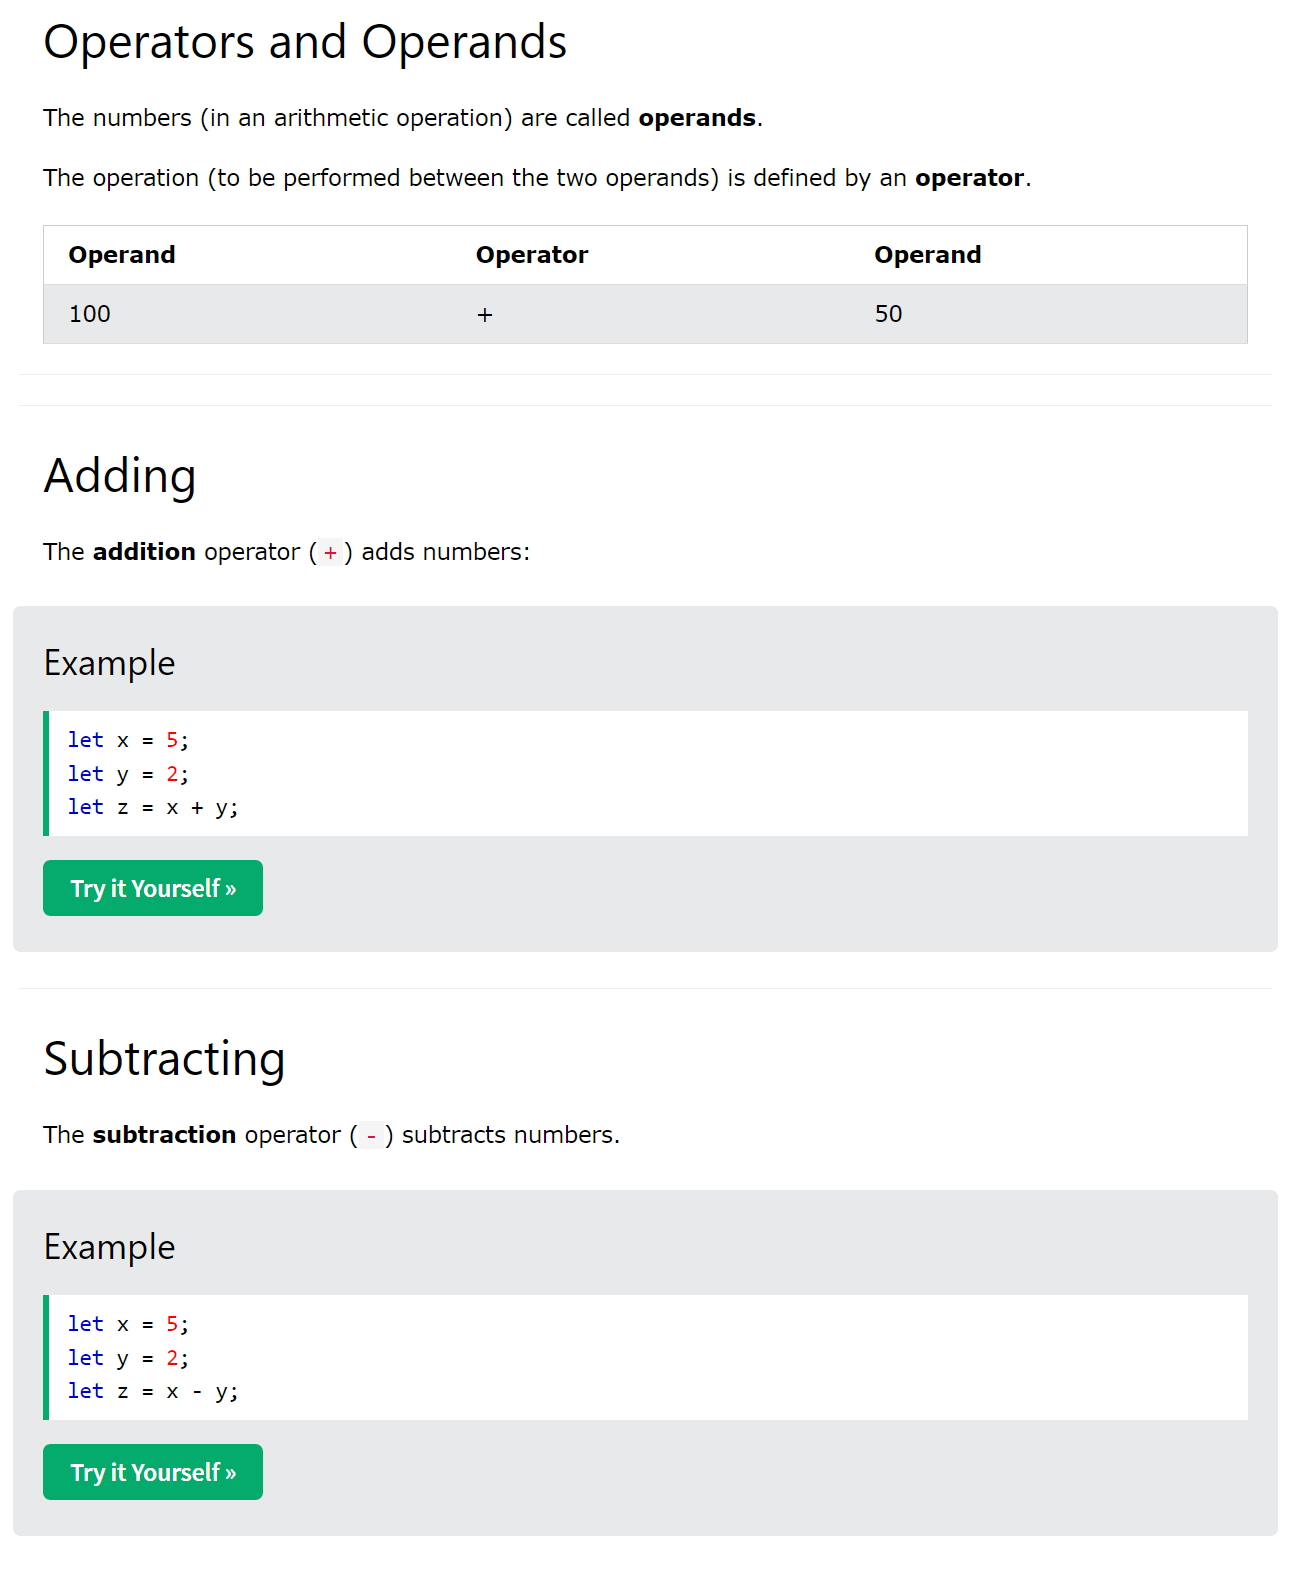 Operators and Operands
The numbers (in an arithmetic operation) are called operands.
The operation (to be performed between the two operands) is defined by an operator.
Operand Operator Operand
100 + 50
Adding
The addition operator (+) adds numbers:
Example
let x = 5;
let y = 2;
let z = x + y;
Try it Yourself »
Subtracting
The subtraction operator (-) subtracts numbers.
Example
let x = 5;
let y = 2;
let z = x - y;
Try it Yourself »